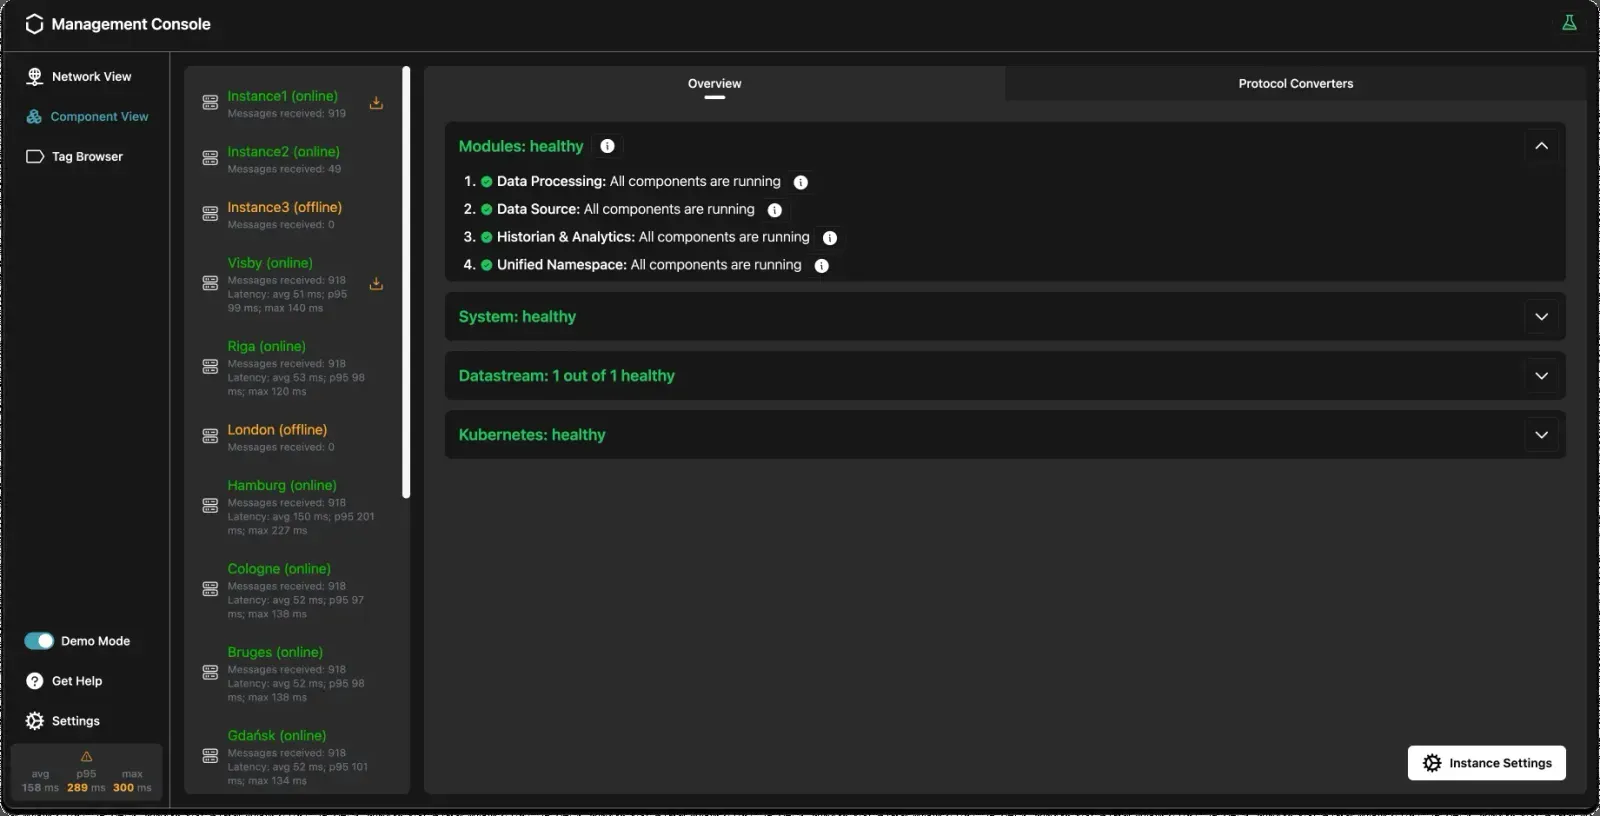 Management Console
Network View
Component View
Tag Browser
Demo Mode
Get Help
Settings
avg p95 max
158 ms 289 ms 300 ms
Instance1 (online)
Messages received: 919
Instance2 (online)
Messages received: 49
Instance3 (offline)
Messages received: 0
Visby (online)
Messages received: 918
Latency: avg 51 ms; p95
99 ms; max 140 ms
Riga (online)
Messages received: 918
Latency: avg 53 ms; p95 98
ms; max 120 ms
London (offline)
Messages received: 0
Hamburg (online)
Messages received: 918
Latency: avg 150 ms; p95 201
ms; max 227 ms
Cologne (online)
Messages received: 918
Latency: avg 52 ms; p95 97
ms; max 138 ms
Bruges (online)
Messages received: 918
Latency: avg 52 ms; p95 98
ms; max 138 ms
Gdańsk (online)
Messages received: 918
Latency: avg 52 ms; p95 101
ms; max 134 ms
Overview
Protocol Converters
Modules: healthy
1. Data Processing: All components are running
2. Data Source: All components are running
3. Historian & Analytics: All components are running
4. Unified Namespace: All components are running
System: healthy
Datastream: 1 out of 1 healthy
Kubernetes: healthy
Instance Settings